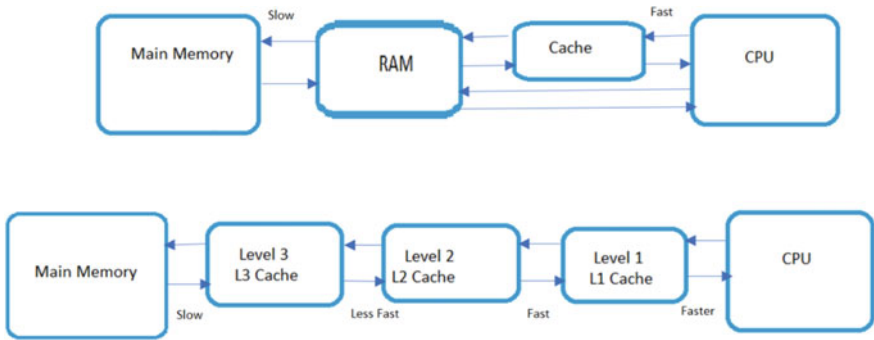 Slow
Fast
Main Memory
RAM
Cache
CPU
Main Memory
Level 3
L3 Cache
Level 2
L2 Cache
Level 1
L1 Cache
CPU
Slow
Less Fast
Fast
Faster